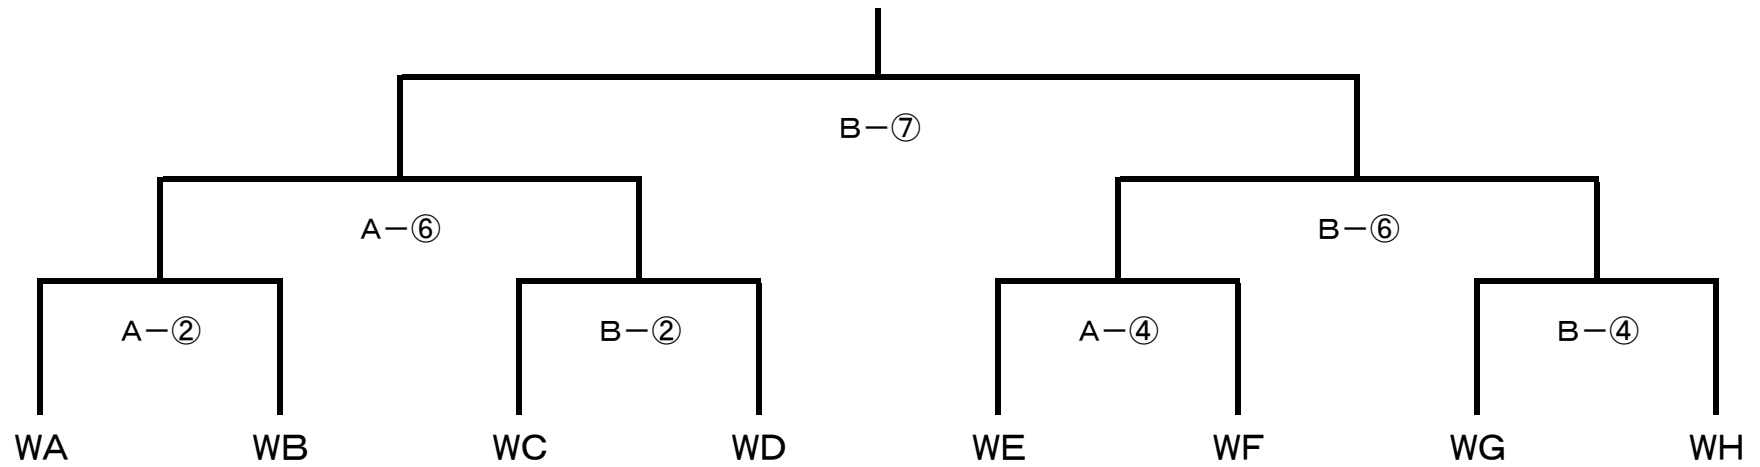 B－⑦
A－⑥ B－⑥
A－② B－② A－④ B－④
WA WB WC WD WE WF WG WH